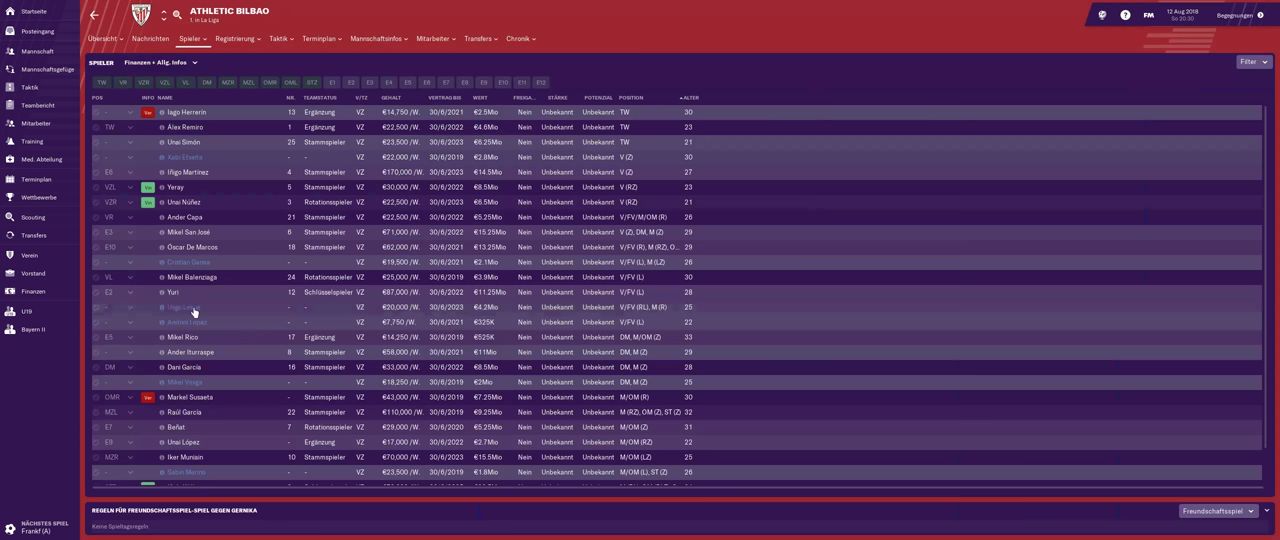 Startseite
Posteingang
Mannschaft
Mannschaftsgefüge
Taktik
Teambericht
Mitarbeiter
Training
Med. Abteilung
Terminplan
Wettbewerbe
Scouting
Transfers
Verein
Vorstand
Finanzen
U19
Bayern II
NÄCHSTES SPIEL
Frankf (A)
ATHLETIC BILBAO
1. in La Liga
FM
12 Aug 2018
So 20:30
Begegnungen
Übersicht Nachrichten Spieler Registrierung Taktik Terminplan Mannschaftsinfos Mitarbeiter Transfers Chronik
SPIELER Finanzen + Allg. Infos Filter
TW VR VZR VZL VL DM MZR MZL OMR OML STZ E1 E2 E3 E4 E5 E6 E7 E8 E9 E10 E11 E12
POS INFO NAME NR. TEAMSTATUS V/TZ GEHALT VERTRAG BIS WERT FREIGA... STÄRKE POTENZIAL POSITION ALTER
- Ver Iago Herrerín 13 Ergänzung VZ €14,750 /W. 30/6/2021 €2.5Mio Nein Unbekannt Unbekannt TW 30
TW Álex Remiro 1 Ergänzung VZ €22,500 /W. 30/6/2022 €4.6Mio Nein Unbekannt Unbekannt TW 23
- Unai Simón 25 Stammspieler VZ €23,500 /W. 30/6/2023 €6.25Mio Nein Unbekannt Unbekannt TW 21
- Xabi Etxeita - - VZ €22,000 /W. 30/6/2019 €2.8Mio Nein Unbekannt Unbekannt V (Z) 30
E6 Iñigo Martínez 4 Stammspieler VZ €170,000 /W. 30/6/2023 €14.5Mio Nein Unbekannt Unbekannt V (Z) 27
VZL Vin Yeray 5 Stammspieler VZ €30,000 /W. 30/6/2022 €8.5Mio Nein Unbekannt Unbekannt V (RZ) 23
VZR Vin Unai Núñez 3 Rotationsspieler VZ €22,500 /W. 30/6/2023 €6.5Mio Nein Unbekannt Unbekannt V (RZ) 21
VR Ander Capa 21 Stammspieler VZ €22,500 /W. 30/6/2022 €5.25Mio Nein Unbekannt Unbekannt V/FV/M/OM (R) 26
E3 Mikel San José 6 Stammspieler VZ €71,000 /W. 30/6/2022 €15.25Mio Nein Unbekannt Unbekannt V (Z), DM, M (Z) 29
E10 Óscar De Marcos 18 Stammspieler VZ €62,000 /W. 30/6/2021 €13.25Mio Nein Unbekannt Unbekannt V/FV (R), M (RZ), O... 29
- - - VZ €19,500 /W. 30/6/2021 €2.1Mio Nein Unbekannt Unbekannt V/FV (L), M (LZ) 26
VL Mikel Balenziaga 24 Rotationsspieler VZ €25,000 /W. 30/6/2019 €3.9Mio Nein Unbekannt Unbekannt V/FV (L) 30
E2 Yuri 12 Schlüsselspieler VZ €87,000 /W. 30/6/2022 €11.25Mio Nein Unbekannt Unbekannt V/FV (L) 28
- - - VZ €20,000 /W. 30/6/2023 €4.2Mio Nein Unbekannt Unbekannt V/FV (RL), M (R) 25
- Andoni López - - VZ €7,750 /W. 30/6/2021 €325K Nein Unbekannt Unbekannt V/FV (L) 22
E5 Mikel Rico 17 Ergänzung VZ €14,250 /W. 30/6/2019 €525K Nein Unbekannt Unbekannt DM, M/OM (Z) 33
- Ander Iturraspe 8 Stammspieler VZ €58,000 /W. 30/6/2021 €11Mio Nein Unbekannt Unbekannt DM, M (Z) 29
DM Dani García 16 Stammspieler VZ €33,000 /W. 30/6/2022 €8.5Mio Nein Unbekannt Unbekannt DM, M (Z) 28
- Mikel Vesga - - VZ €18,250 /W. 30/6/2019 €2Mio Nein Unbekannt Unbekannt DM, M (Z) 25
OMR Ver Markel Susaeta - Stammspieler VZ €43,000 /W. 30/6/2019 €7.25Mio Nein Unbekannt Unbekannt M/OM (R) 30
MZL Raúl García 22 Stammspieler VZ €110,000 /W. 30/6/2020 €9.25Mio Nein Unbekannt Unbekannt M (RZ), OM (Z), ST (Z) 32
E7 Beñat 7 Rotationsspieler VZ €29,000 /W. 30/6/2020 €5.25Mio Nein Unbekannt Unbekannt M/OM (Z) 31
E9 Unai López - Ergänzung VZ €17,000 /W. 30/6/2022 €2.7Mio Nein Unbekannt Unbekannt M/OM (RZ) 22
MZR Iker Muniain 10 Stammspieler VZ €70,000 /W. 30/6/2023 €15.5Mio Nein Unbekannt Unbekannt M/OM (LZ) 25
- Sabin Merino - - VZ €23,500 /W. 30/6/2019 €1.8Mio Nein Unbekannt Unbekannt M/OM (L), ST (Z) 26
REGELN FÜR FREUNDSCHAFTSSPIEL-SPIEL GEGEN GERNIKA Freundschaftsspiel
Keine Spieltagsregeln.